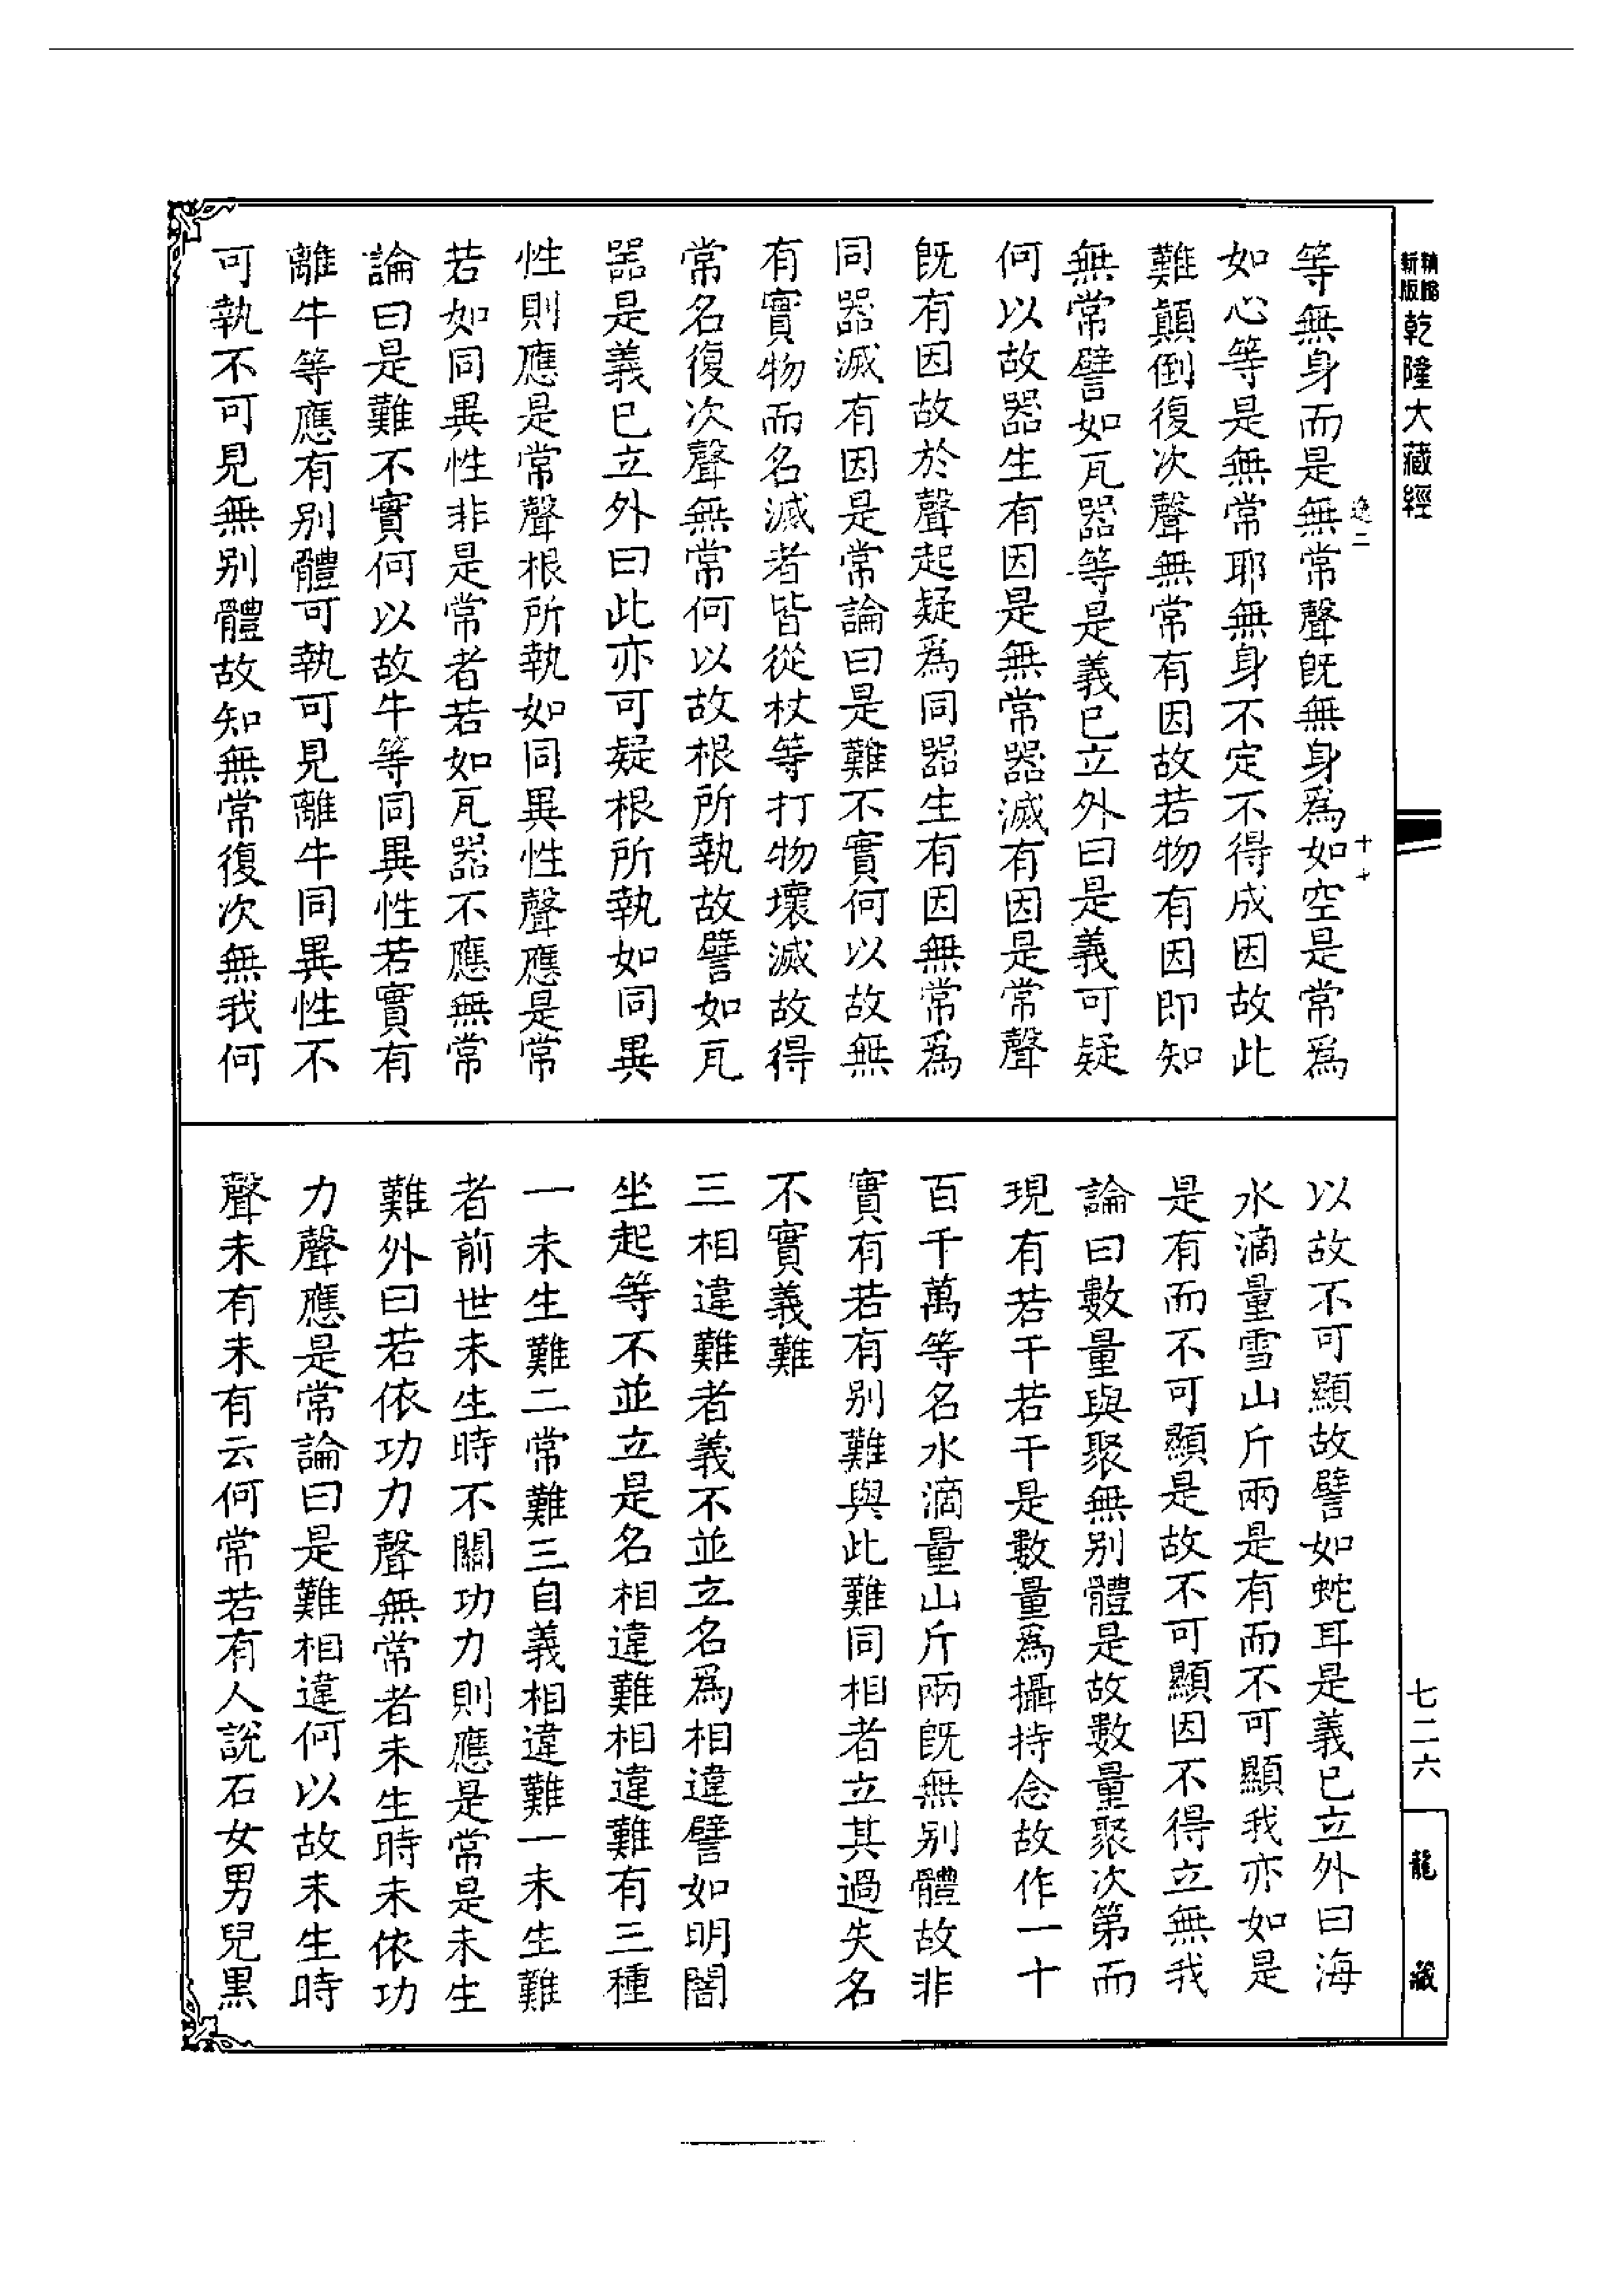 乾隆大藏經
等無身而是無常聲旣無身爲如空是常爲
如心等是無常耶無身不定不得成因故此
難顛倒復次聲無常有因故若物有因即知
無常譬如瓦器等是義已立外曰是義可疑
何以故器生有因是無常器滅有因是常聲
旣有因故於聲起疑爲同器生有因無常爲
同器滅有因是常論曰是難不實何以故無
有實物而名滅者皆從杖等打物壞滅故得
常名復次聲無常何以故根所執故譬如瓦
器是義已立外曰此亦可疑根所執如同異
性則應是常聲根所執如同異性聲應是常
若如同異性非是常者若如瓦器不應無常
論曰是難不實何以故牛等同異性若實有
離牛等應有別體可執可見離牛同異性不
可執不可見無別體故知無常復次無我何
以故不可顯故譬如蛇耳是義已立外曰海
水滴量雪山斤兩是有而不可顯我亦如是
是有而不可顯是故不可顯因不得立無我
論曰數量與聚無別體是故數量聚次第而
現有若干若干是數量爲攝持念故作一十
百千萬等名水滴量山斤兩旣無別體故非
實有若有別難與此難同相者立其過失名
不實義難
三相違難者義不並立名爲相違譬如明闇
坐起等不並立是名相違難相違難有三種
一未生難二常難三自義相違難一未生難
者前世未生時不關功力則應是常是未生
難外曰若依功力聲無常者未生時未依功
力聲應是常論曰是難相違何以故未生時
聲未有未有云何常若有人說石女男兒黑
七二六
龍藏